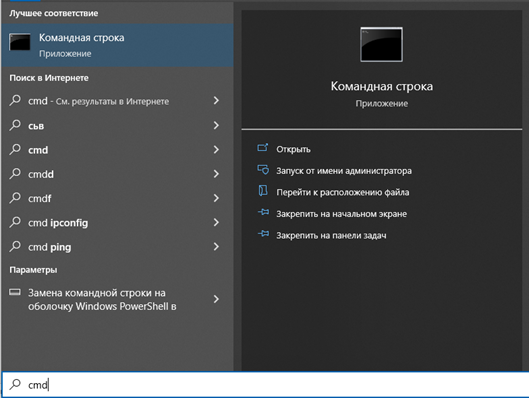 Лучшее соответствие
Командная строка
Приложение
Поиск в Интернете
cmd - См. результаты в Интернете
сьв
cmd
cmdd
cmdf
cmd ipconfig
cmd ping
Параметры
Замена командной строки на
оболочку Windows PowerShell в
cmd
Командная строка
Приложение
Открыть
Запуск от имени администратора
Перейти к расположению файла
Закрепить на начальном экране
Закрепить на панели задач